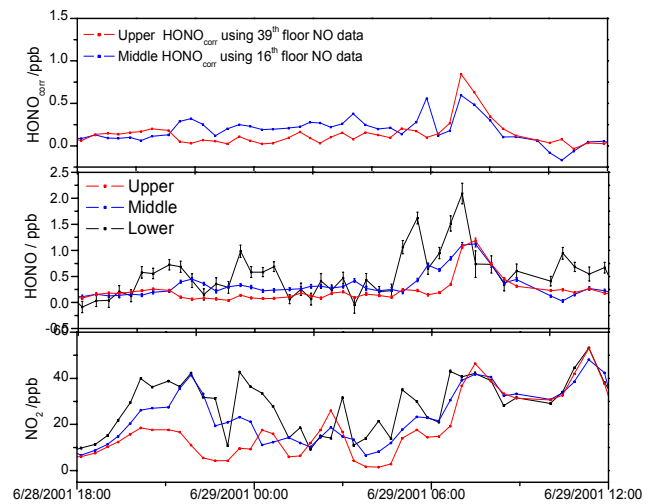 1.5
Upper HONOcorr using 39th floor NO data
Middle HONOcorr using 16th floor NO data
1.0
0.5
0.0
HONOcorr /ppb
2.5
Upper
2.0
Middle
1.5
Lower
1.0
0.5
0.0
-0.5
HONO / ppb
60
40
20
0
NO2 /ppb
6/28/2001 18:00
6/29/2001 00:00
6/29/2001 06:00
6/29/2001 12:00